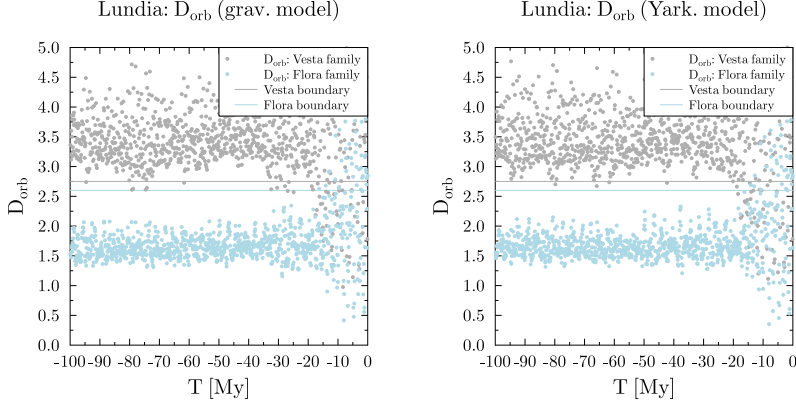 Lundia: D_orb (grav. model)
5.0
4.5
4.0
3.5
3.0
2.5
2.0
1.5
1.0
0.5
0.0
D_orb
-100 -90 -80 -70 -60 -50 -40 -30 -20 -10 0
T [My]
D_orb: Vesta family
D_orb: Flora family
Vesta boundary
Flora boundary
Lundia: D_orb (Yark. model)
5.0
4.5
4.0
3.5
3.0
2.5
2.0
1.5
1.0
0.5
0.0
D_orb
-100 -90 -80 -70 -60 -50 -40 -30 -20 -10 0
T [My]
D_orb: Vesta family
D_orb: Flora family
Vesta boundary
Flora boundary